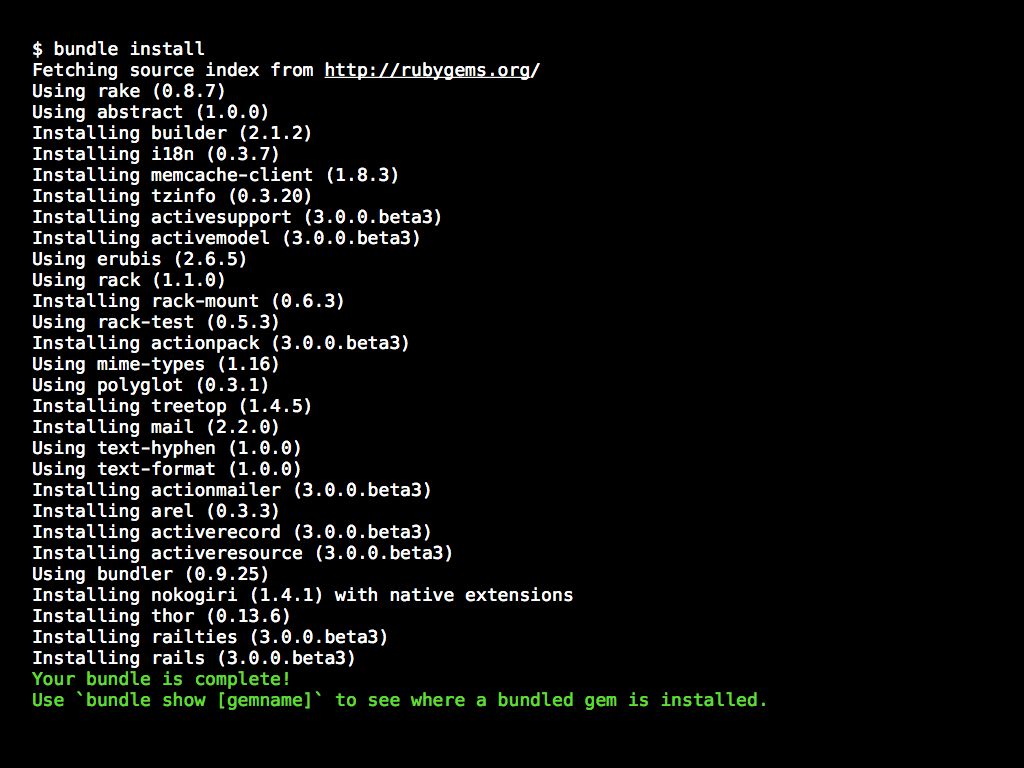 $ bundle install
Fetching source index from http://rubygems.org/
Using rake (0.8.7)
Using abstract (1.0.0)
Installing builder (2.1.2)
Installing i18n (0.3.7)
Installing memcache-client (1.8.3)
Installing tzinfo (0.3.20)
Installing activesupport (3.0.0.beta3)
Installing activemodel (3.0.0.beta3)
Using erubis (2.6.5)
Using rack (1.1.0)
Installing rack-mount (0.6.3)
Using rack-test (0.5.3)
Installing actionpack (3.0.0.beta3)
Using mime-types (1.16)
Using polyglot (0.3.1)
Installing treetop (1.4.5)
Installing mail (2.2.0)
Using text-hyphen (1.0.0)
Using text-format (1.0.0)
Installing actionmailer (3.0.0.beta3)
Installing arel (0.3.3)
Installing activerecord (3.0.0.beta3)
Installing activeresource (3.0.0.beta3)
Using bundler (0.9.25)
Installing nokogiri (1.4.1) with native extensions
Installing thor (0.13.6)
Installing railties (3.0.0.beta3)
Installing rails (3.0.0.beta3)
Your bundle is complete!
Use `bundle show [gemname]` to see where a bundled gem is installed.